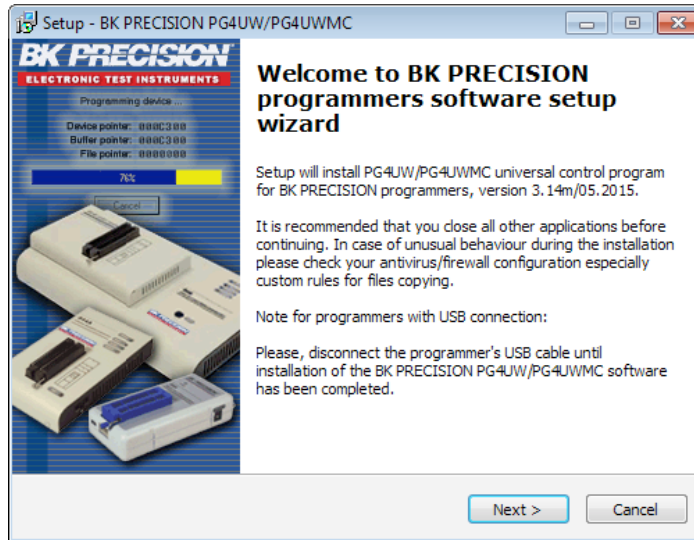 Setup - BK PRECISION PG4UW/PG4UWMC
BK PRECISION
ELECTRONIC TEST INSTRUMENTS
Programming device ...
Device pointer: 000C300
Buffer pointer: 000C300
File pointer: 0000000
76%
Cancel
Welcome to BK PRECISION
programmers software setup
wizard
Setup will install PG4UW/PG4UWMC universal control program
for BK PRECISION programmers, version 3.14m/05.2015.
It is recommended that you close all other applications before
continuing. In case of unusual behaviour during the installation
please check your antivirus/firewall configuration especially
custom rules for files copying.
Note for programmers with USB connection:
Please, disconnect the programmer's USB cable until
installation of the BK PRECISION PG4UW/PG4UWMC software
has been completed.
Next >
Cancel